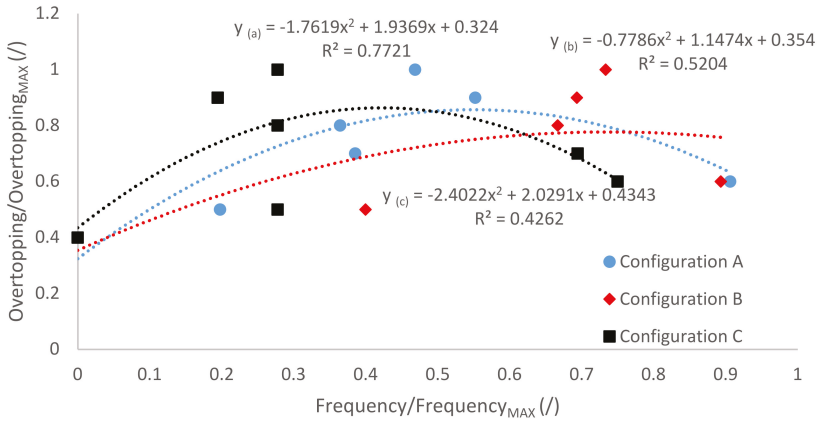 y (a) = -1.7619x² + 1.9369x + 0.324
R² = 0.7721
y (b) = -0.7786x² + 1.1474x + 0.354
R² = 0.5204
y (c) = -2.4022x² + 2.0291x + 0.4343
R² = 0.4262
Overtopping/OvertoppingMAX (/)
1.2
1
0.8
0.6
0.4
0.2
0
Configuration A
Configuration B
Configuration C
0 0.1 0.2 0.3 0.4 0.5 0.6 0.7 0.8 0.9 1
Frequency/FrequencyMAX (/)